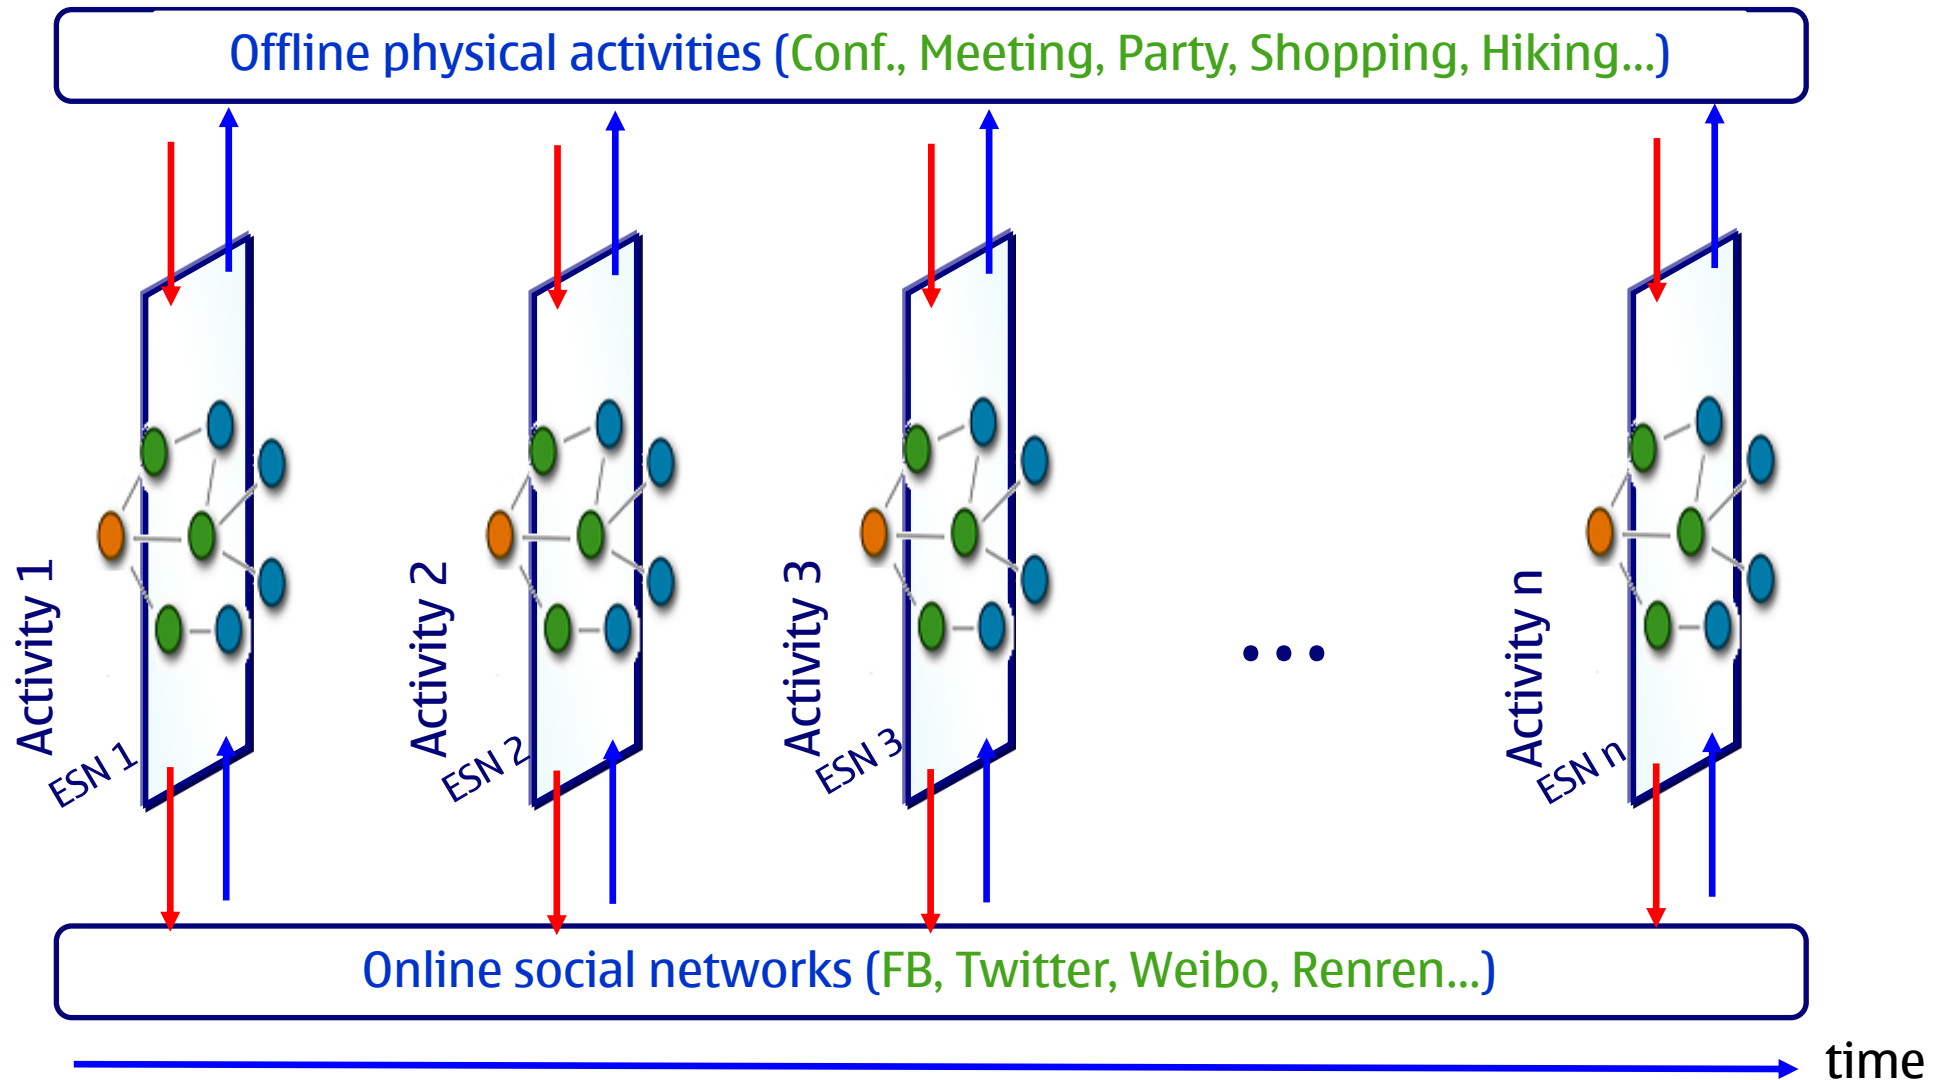 Offline physical activities (Conf., Meeting, Party, Shopping, Hiking...)
Activity 1
ESN 1
Activity 2
ESN 2
Activity 3
ESN 3
...
Activity n
ESN n
Online social networks (FB, Twitter, Weibo, Renren...)
time